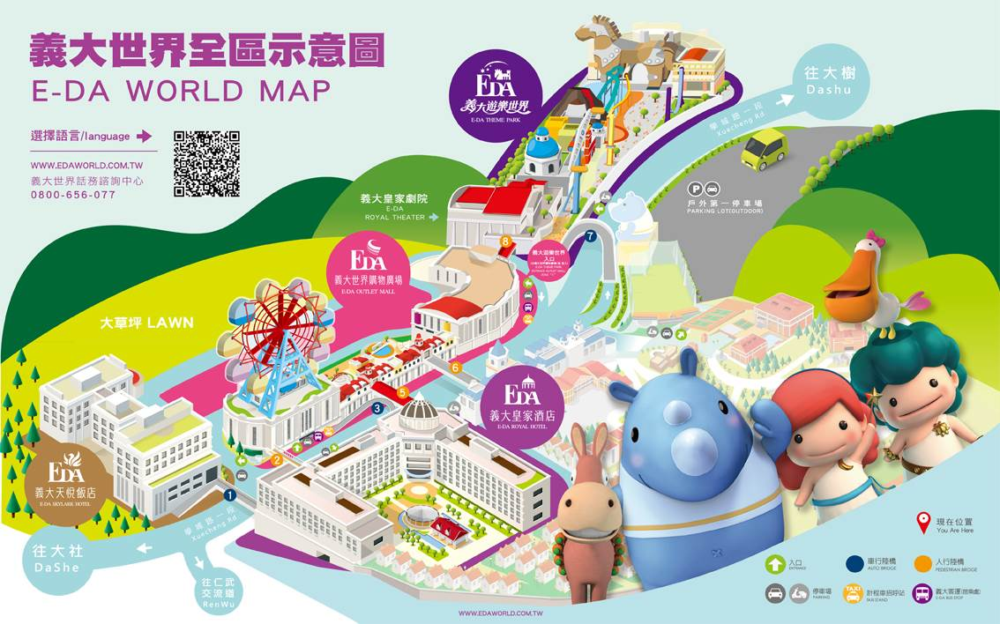 義大世界全區示意圖
E-DA WORLD MAP
選擇語言/language
WWW.EDAWORLD.COM.TW
義大世界話務諮詢中心
0800-656-077
EDA
義大遊樂世界
E-DA THEME PARK
往大樹
Dashu
學城路一段
Xuecheng Rd
P
戶外第一停車場
PARKING LOT(OUTDOOR)
義大皇家劇院
E-DA
ROYAL THEATER
8
7
義大遊樂世界
入口
EDA
義大世界購物廣場
E-DA OUTLET MALL
大草坪 LAWN
6
5
3
2
1
EDA
義大皇家酒店
E-DA ROYAL HOTEL
EDA
義大天悅飯店
E-DA SKYLARK HOTEL
學城路一段
Xuecheng Rd
往大社
DaShe
往仁武
交流道
RenWu
現在位置
You Are Here
入口
ENTRANCE
車行陸橋
AUTO BRIDGE
人行陸橋
PEDESTRIAN BRIDGE
停車場
PARKING
TAXI
計程車招呼站
TAXI STAND
E-DA BUS STOP
WWW.EDAWORLD.COM.TW